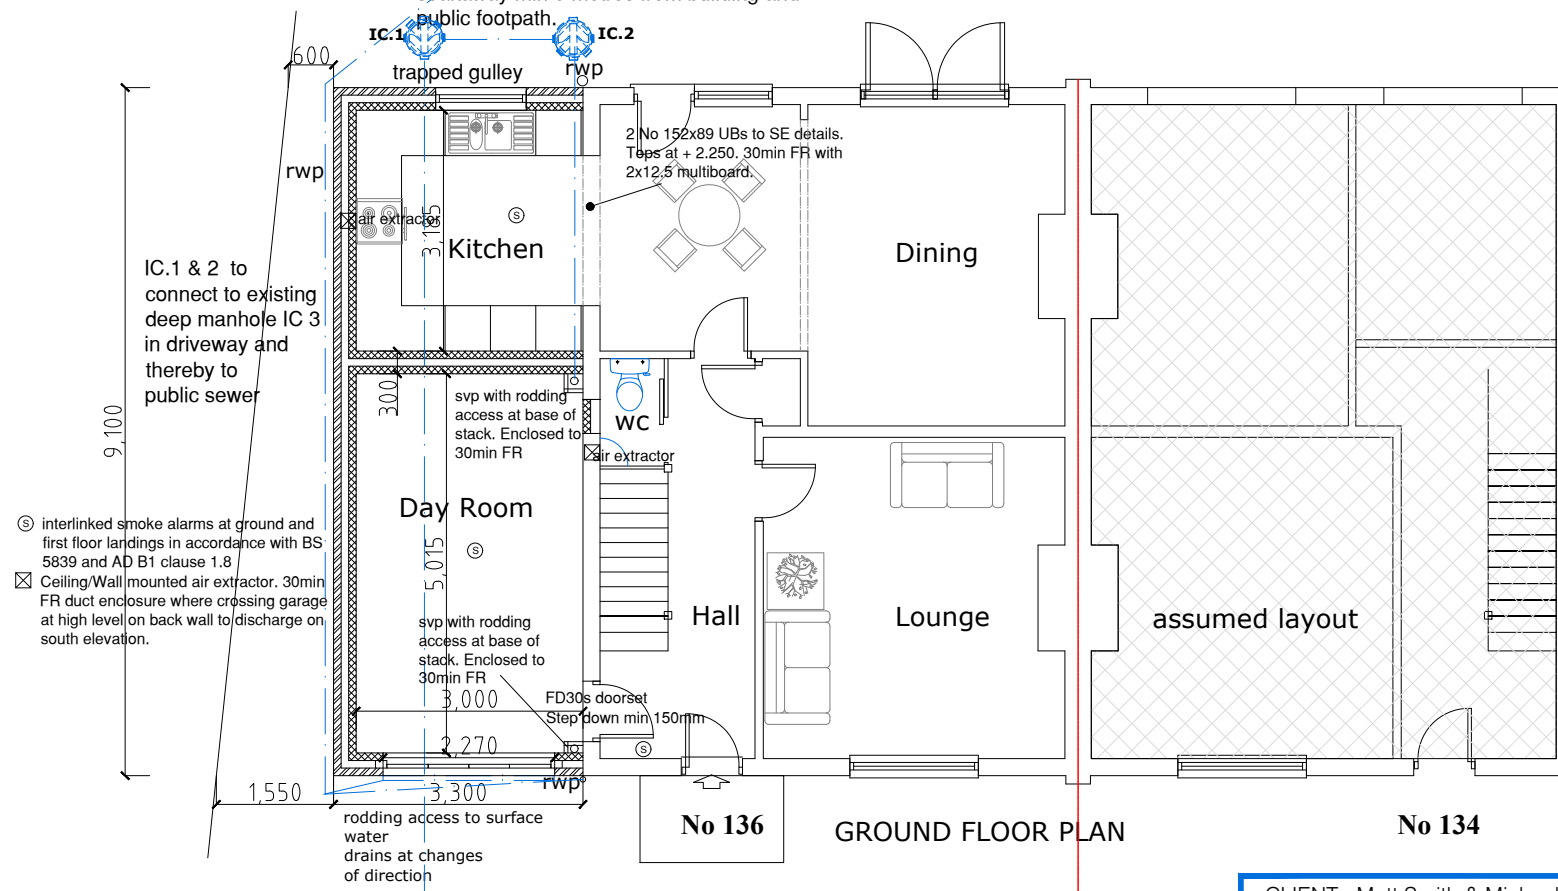 public footpath.
IC.1
IC.2
600
trapped gulley
rwp
2 No 152x89 UBs to SE details.
Tops at + 2.250. 30min FR with
2x12.5 multiboard.
rwp
S
air extractor
3,185
Kitchen
Dining
IC.1 & 2 to
connect to existing
deep manhole IC 3
in driveway and
thereby to
public sewer
9,100
300
svp with rodding
access at base of
stack. Enclosed to
30min FR
wc
air extractor
Day Room
S
5,015
S interlinked smoke alarms at ground and
first floor landings in accordance with BS
5839 and AD B1 clause 1.8
Ceiling/Wall mounted air extractor. 30min
FR duct enclosure where crossing garage
at high level on back wall to discharge on
south elevation.
svp with rodding
access at base of
stack. Enclosed to
30min FR
Hall
Lounge
assumed layout
3,000
FD30s doorset
Step down min 150mm
2,270
S
rwp
1,550
3,300
rodding access to surface
water
drains at changes
of direction
No 136
GROUND FLOOR PLAN
No 134